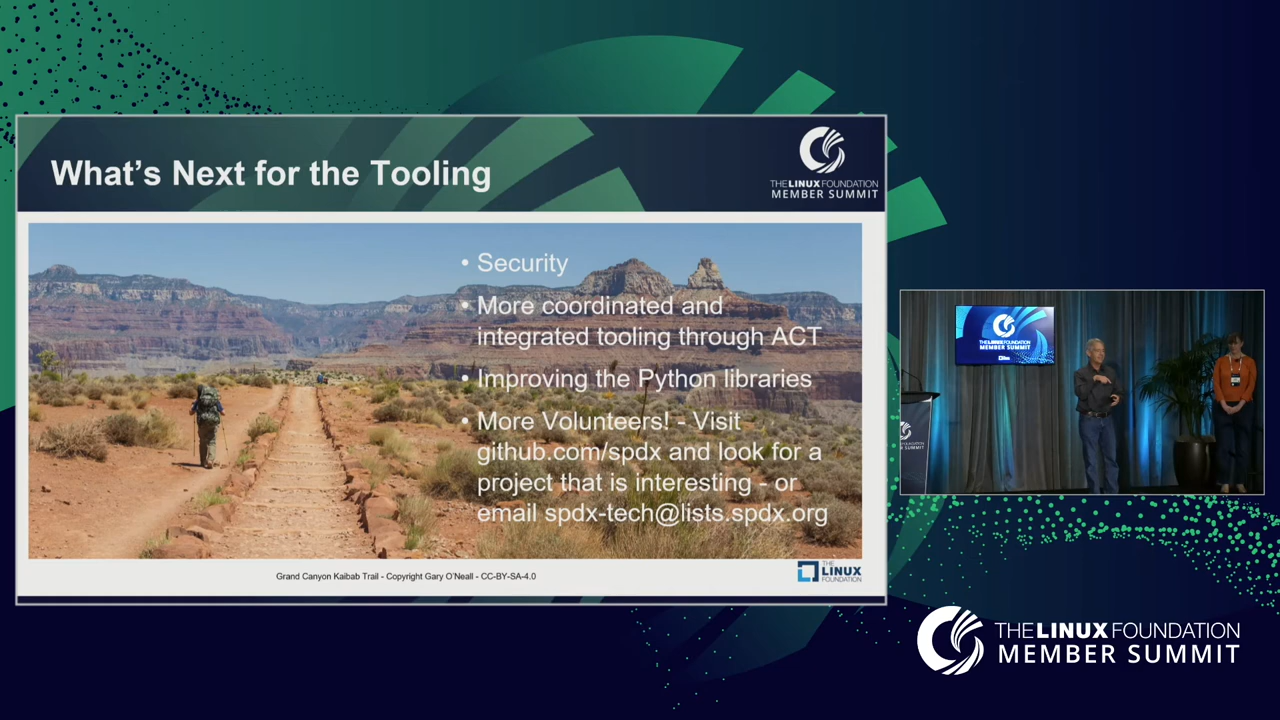 What's Next for the Tooling
THE LINUX FOUNDATION
MEMBER SUMMIT
• Security
• More coordinated and
integrated tooling through ACT
• Improving the Python libraries
• More Volunteers! - Visit
github.com/spdx and look for a
project that is interesting - or
email spdx-tech@lists.spdx.org
Grand Canyon Kaibab Trail - Copyright Gary O'Neall - CC-BY-SA-4.0
THE
LINUX
FOUNDATION
THE LINUX FOUNDATION
MEMBER SUMMIT
THE LINUX FOUNDATION
MEMBER SUMMIT